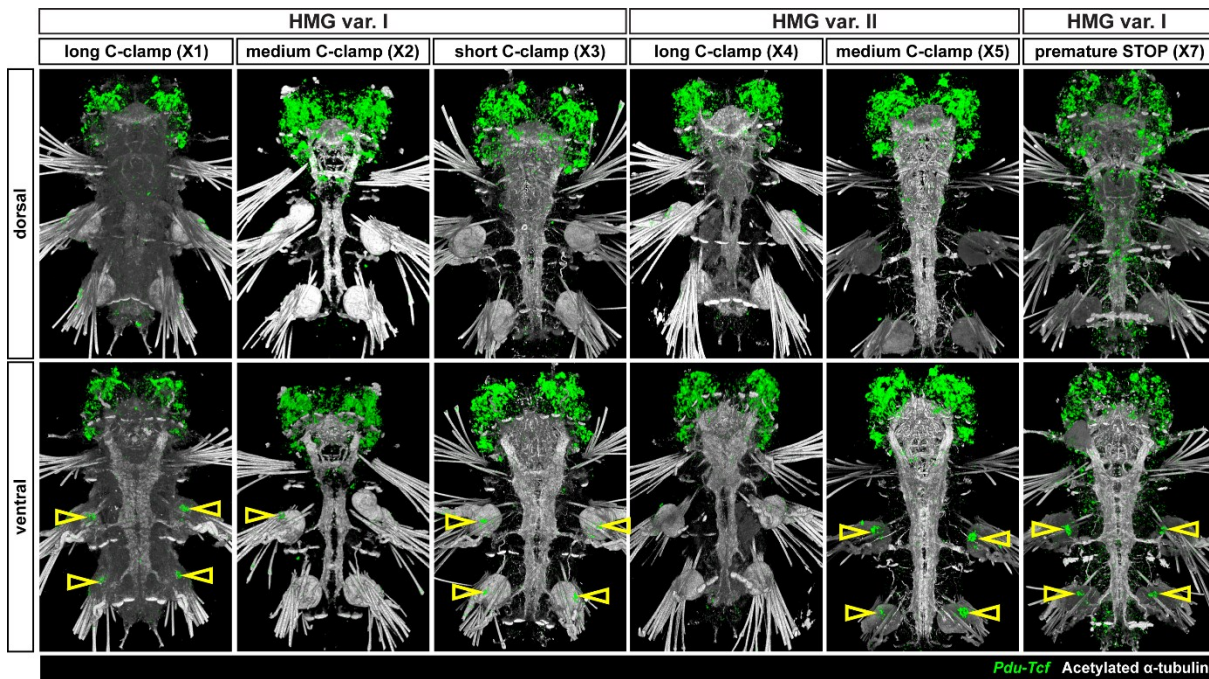 HMG var. I
HMG var. II
HMG var. I
long C-clamp (X1)
medium C-clamp (X2)
short C-clamp (X3)
long C-clamp (X4)
medium C-clamp (X5)
premature STOP (X7)
dorsal
ventral
Pdu-Tcf Acetylated α-tubulin